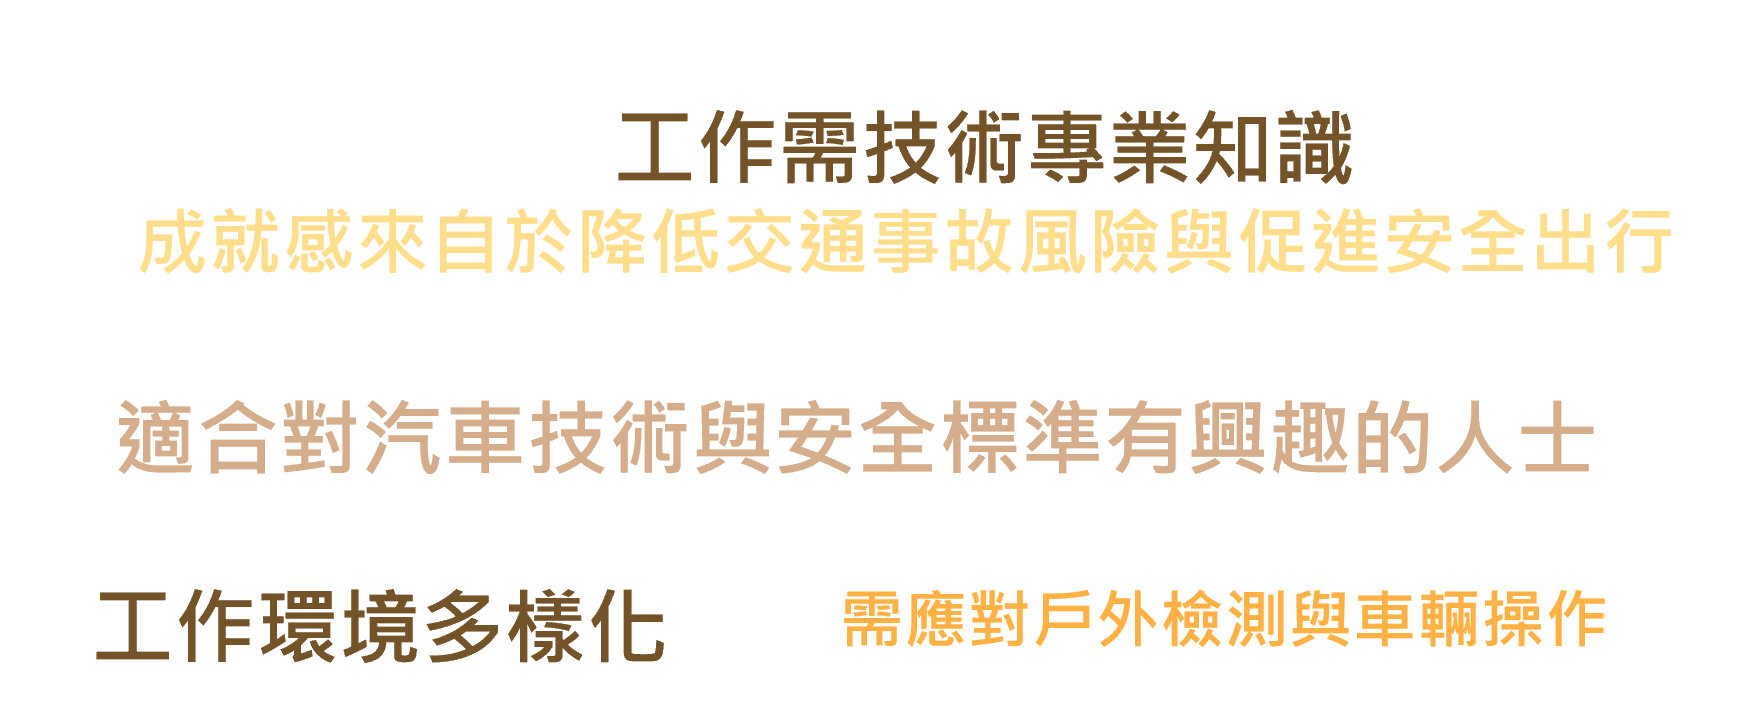 工作需技術專業知識
成就感來自於降低交通事故風險與促進安全出行
適合對汽車技術與安全標準有興趣的人士
工作環境多樣化
需應對戶外檢測與車輛操作